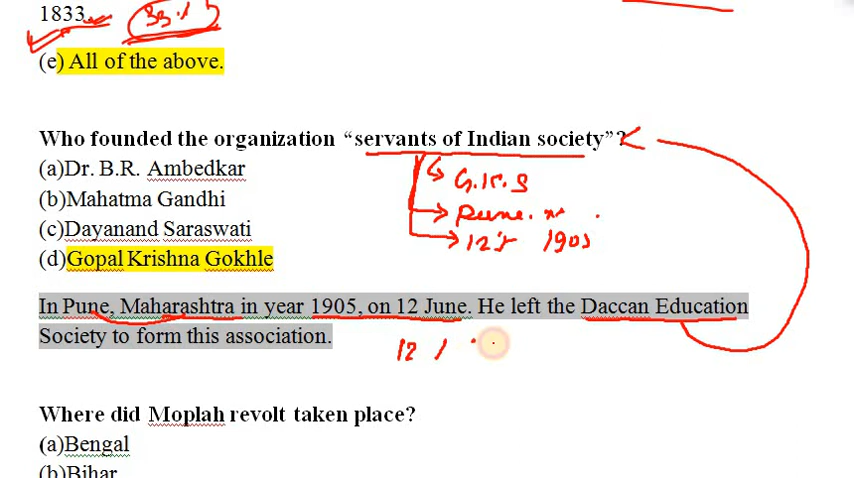 1833
(e) All of the above.
Who founded the organization “servants of Indian society”?
(a)Dr. B.R. Ambedkar
G.K.G
(b)Mahatma Gandhi
Pune.
(c)Dayanand Saraswati
1905
(d)Gopal Krishna Gokhle
In Pune, Maharashtra in year 1905, on 12 June. He left the Daccan Education
Society to form this association.
12 /
Where did Moplah revolt taken place?
(a)Bengal
(b)Bihar